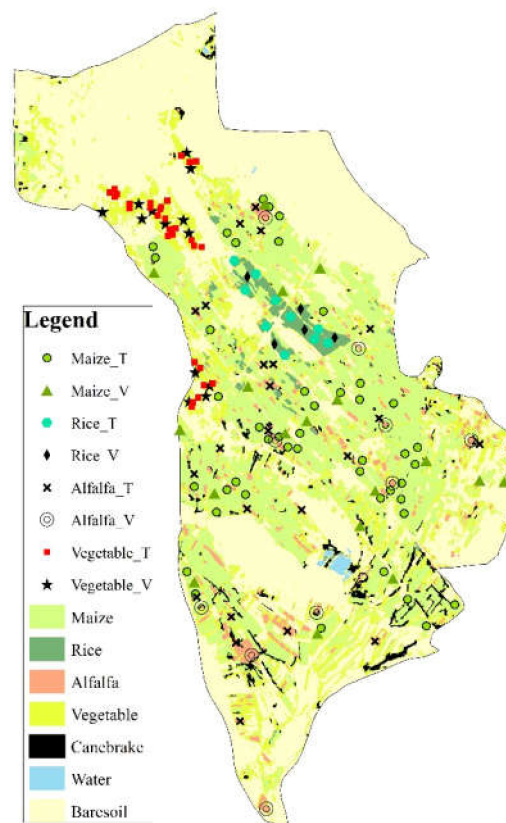 Legend
Maize_T
Maize_V
Rice_T
Rice_V
Alfalfa_T
Alfalfa_V
Vegetable_T
Vegetable_V
Maize
Rice
Alfalfa
Vegetable
Canebrake
Water
Baresoil